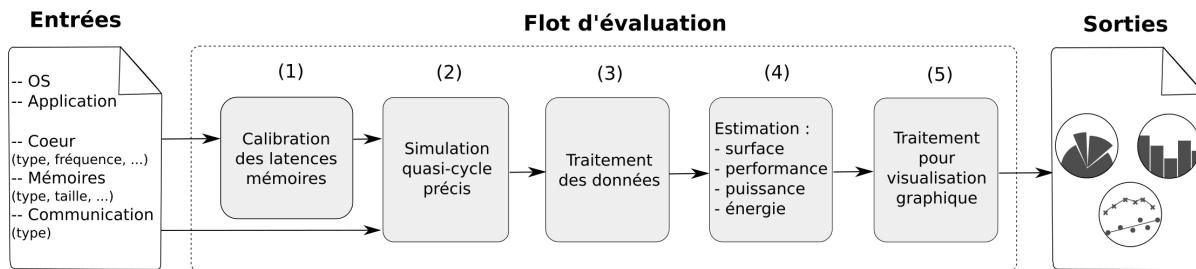 Entrées
-- OS
-- Application
-- Coeur
(type, fréquence, ...)
-- Mémoires
(type, taille, ...)
-- Communication
(type)
Flot d'évaluation
(1)
Calibration
des latences
mémoires
(2)
Simulation
quasi-cycle
précis
(3)
Traitement
des données
(4)
Estimation :
- surface
- performance
- puissance
- énergie
(5)
Traitement
pour
visualisation
graphique
Sorties